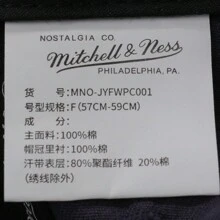 NOSTALGIA CO.
Mitchell & Ness
PHILADELPHIA, PA.
货 号:MNO-JYFWPC001
号型规格:F(57CM-59CM)
成 分:
主面料:100%棉
帽冠里衬:100%棉
汗带表层:80%聚酯纤维 20%棉
(绣线除外)